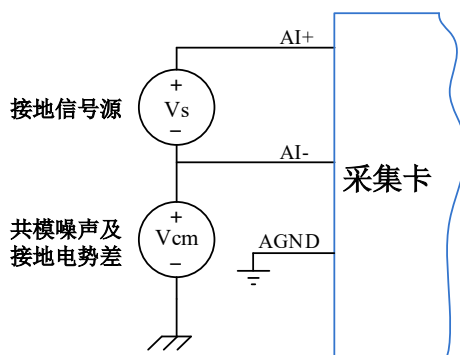 AI+
+
接地信号源
Vs
−
AI-
采集卡
共模噪声及
接地电势差
+
Vcm
−
AGND